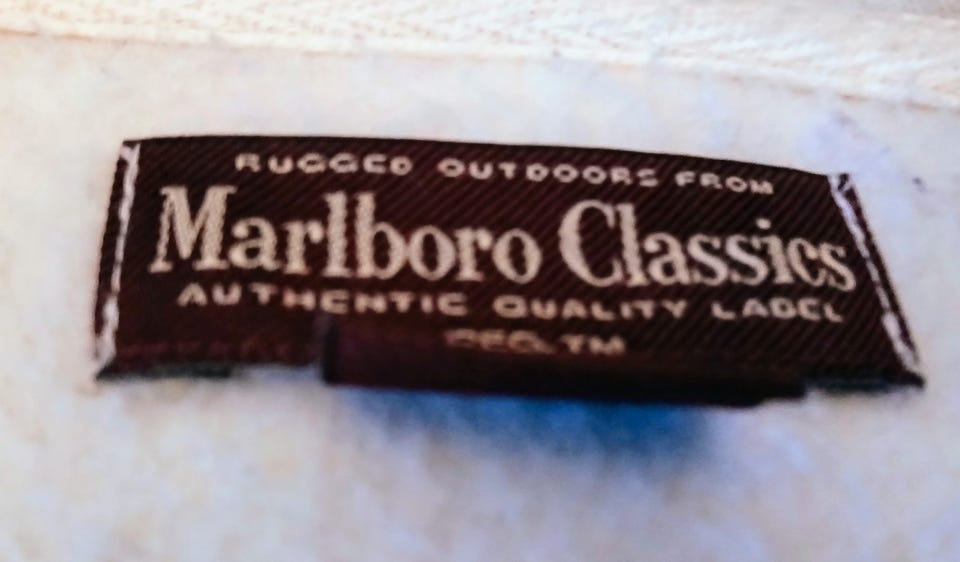 RUGGED OUTDOORS FROM
Marlboro Classics
AUTHENTIC QUALITY LABEL
REG. TM